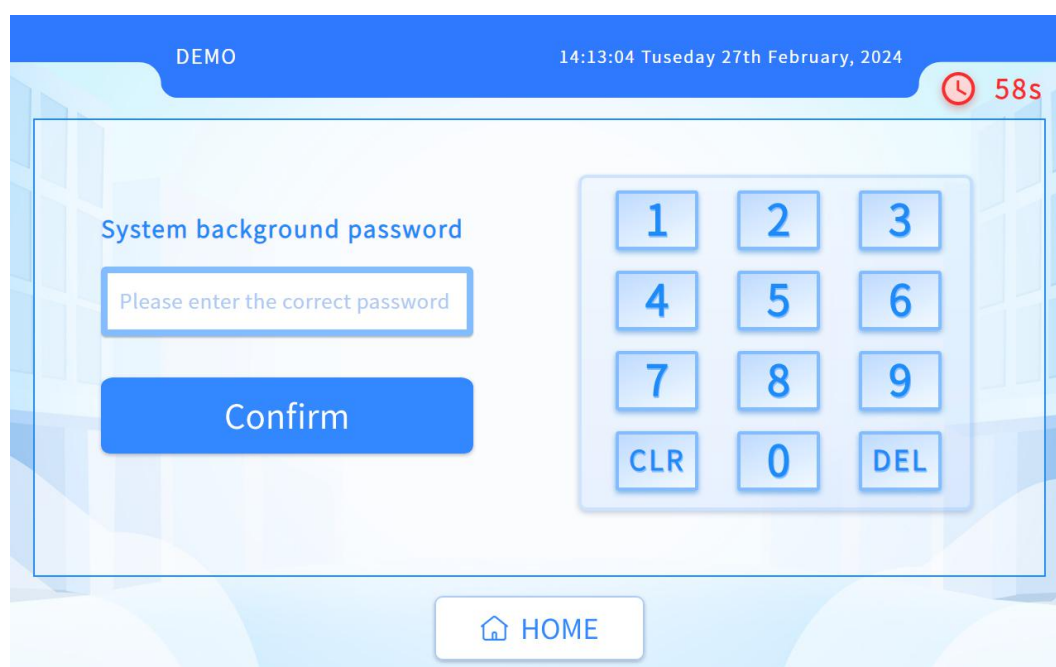 DEMO
14:13:04 Tuseday 27th February, 2024
58s
System background password
Please enter the correct password
Confirm
1 2 3
4 5 6
7 8 9
CLR 0 DEL
HOME